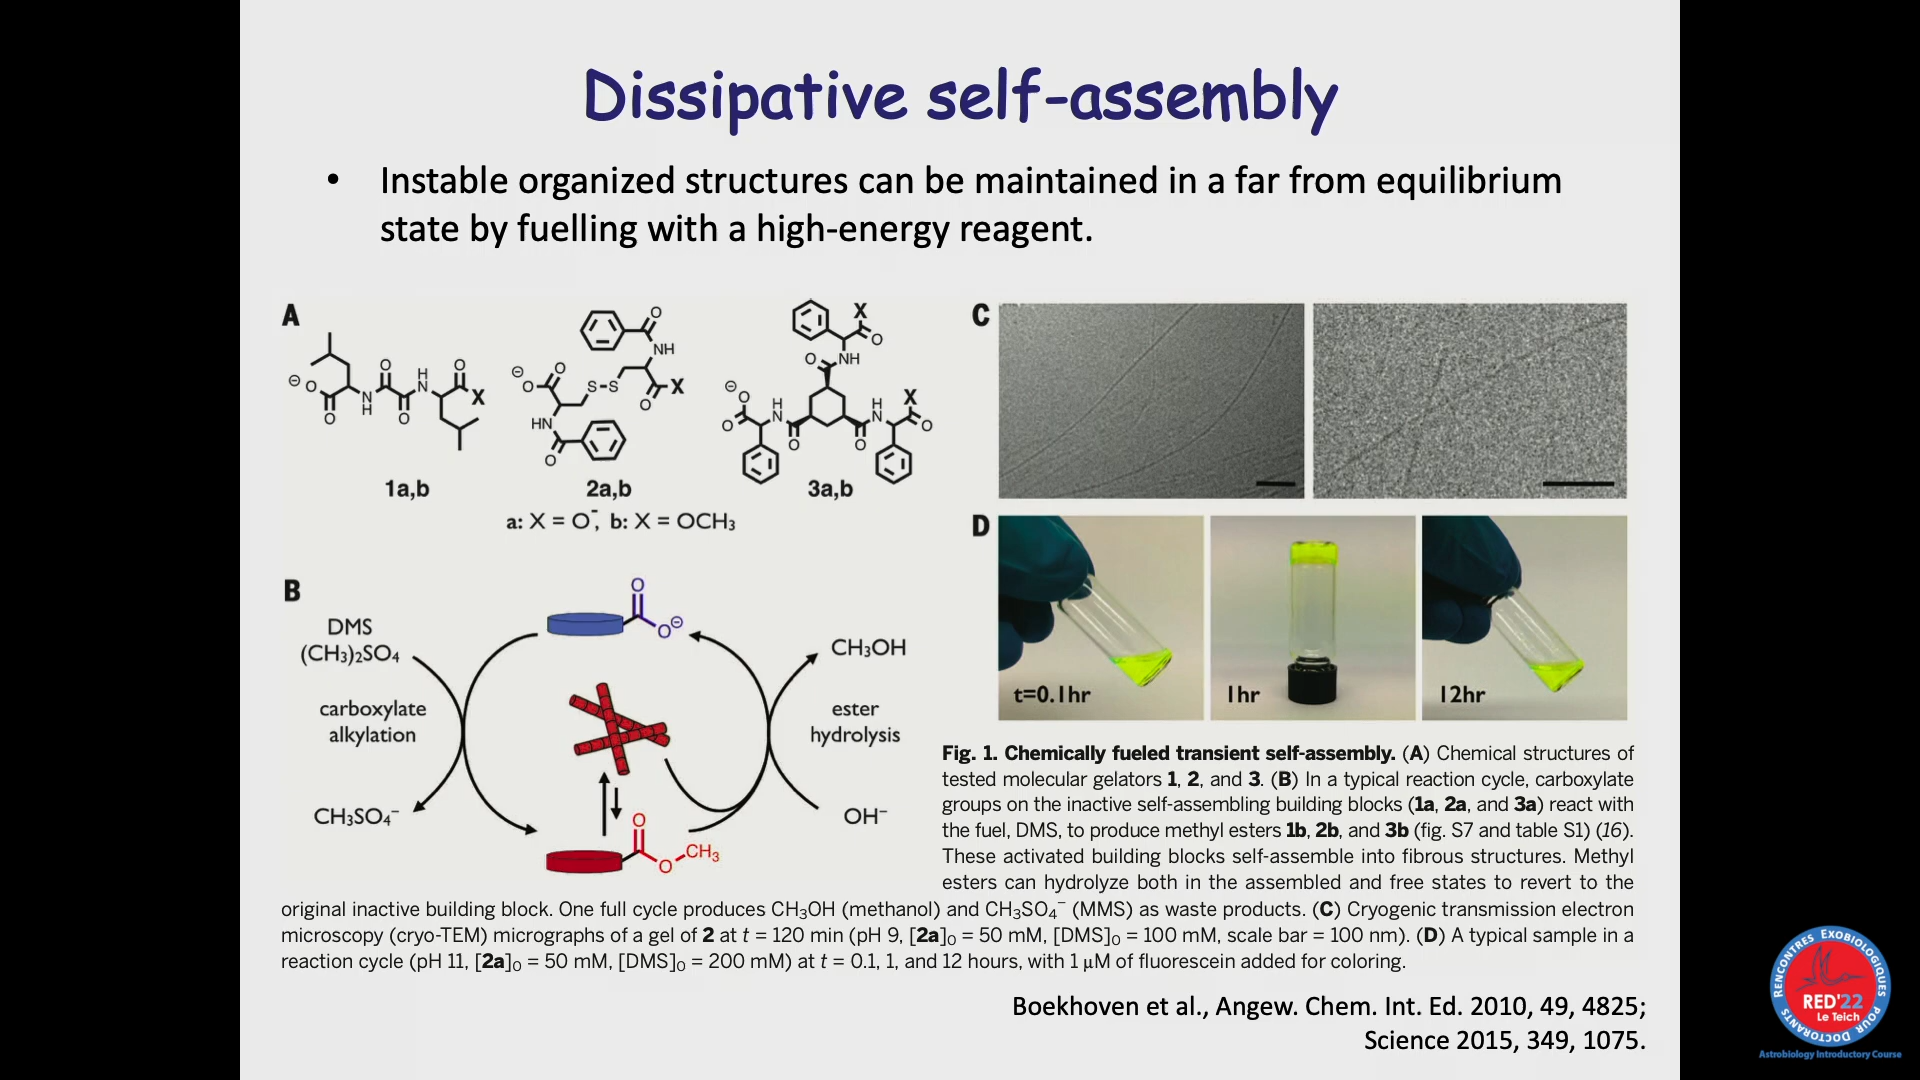 Dissipative self-assembly
• Instable organized structures can be maintained in a far from equilibrium
state by fuelling with a high-energy reagent.
A
1a,b
2a,b
3a,b
a: X = O⁻, b: X = OCH₃
B
DMS
(CH₃)₂SO₄
carboxylate
alkylation
CH₃SO₄⁻
CH₃OH
ester
hydrolysis
OH⁻
O
O⊖
O
O
CH₃
C
D
t=0.1hr
1hr
12hr
Fig. 1. Chemically fueled transient self-assembly. (A) Chemical structures of
tested molecular gelators 1, 2, and 3. (B) In a typical reaction cycle, carboxylate
groups on the inactive self-assembling building blocks (1a, 2a, and 3a) react with
the fuel, DMS, to produce methyl esters 1b, 2b, and 3b (fig. S7 and table S1) (16).
These activated building blocks self-assemble into fibrous structures. Methyl
esters can hydrolyze both in the assembled and free states to revert to the
original inactive building block. One full cycle produces CH₃OH (methanol) and CH₃SO₄⁻ (MMS) as waste products. (C) Cryogenic transmission electron
microscopy (cryo-TEM) micrographs of a gel of 2 at t = 120 min (pH 9, [2a]₀ = 50 mM, [DMS]₀ = 100 mM, scale bar = 100 nm). (D) A typical sample in a
reaction cycle (pH 11, [2a]₀ = 50 mM, [DMS]₀ = 200 mM) at t = 0.1, 1, and 12 hours, with 1 μM of fluorescein added for coloring.
Boekhoven et al., Angew. Chem. Int. Ed. 2010, 49, 4825;
Science 2015, 349, 1075.
RENCONTRES EXOBIOLOGIQUES POUR DOCTORANTS
RED'22
Le Teich
Astrobiology Introductory Course